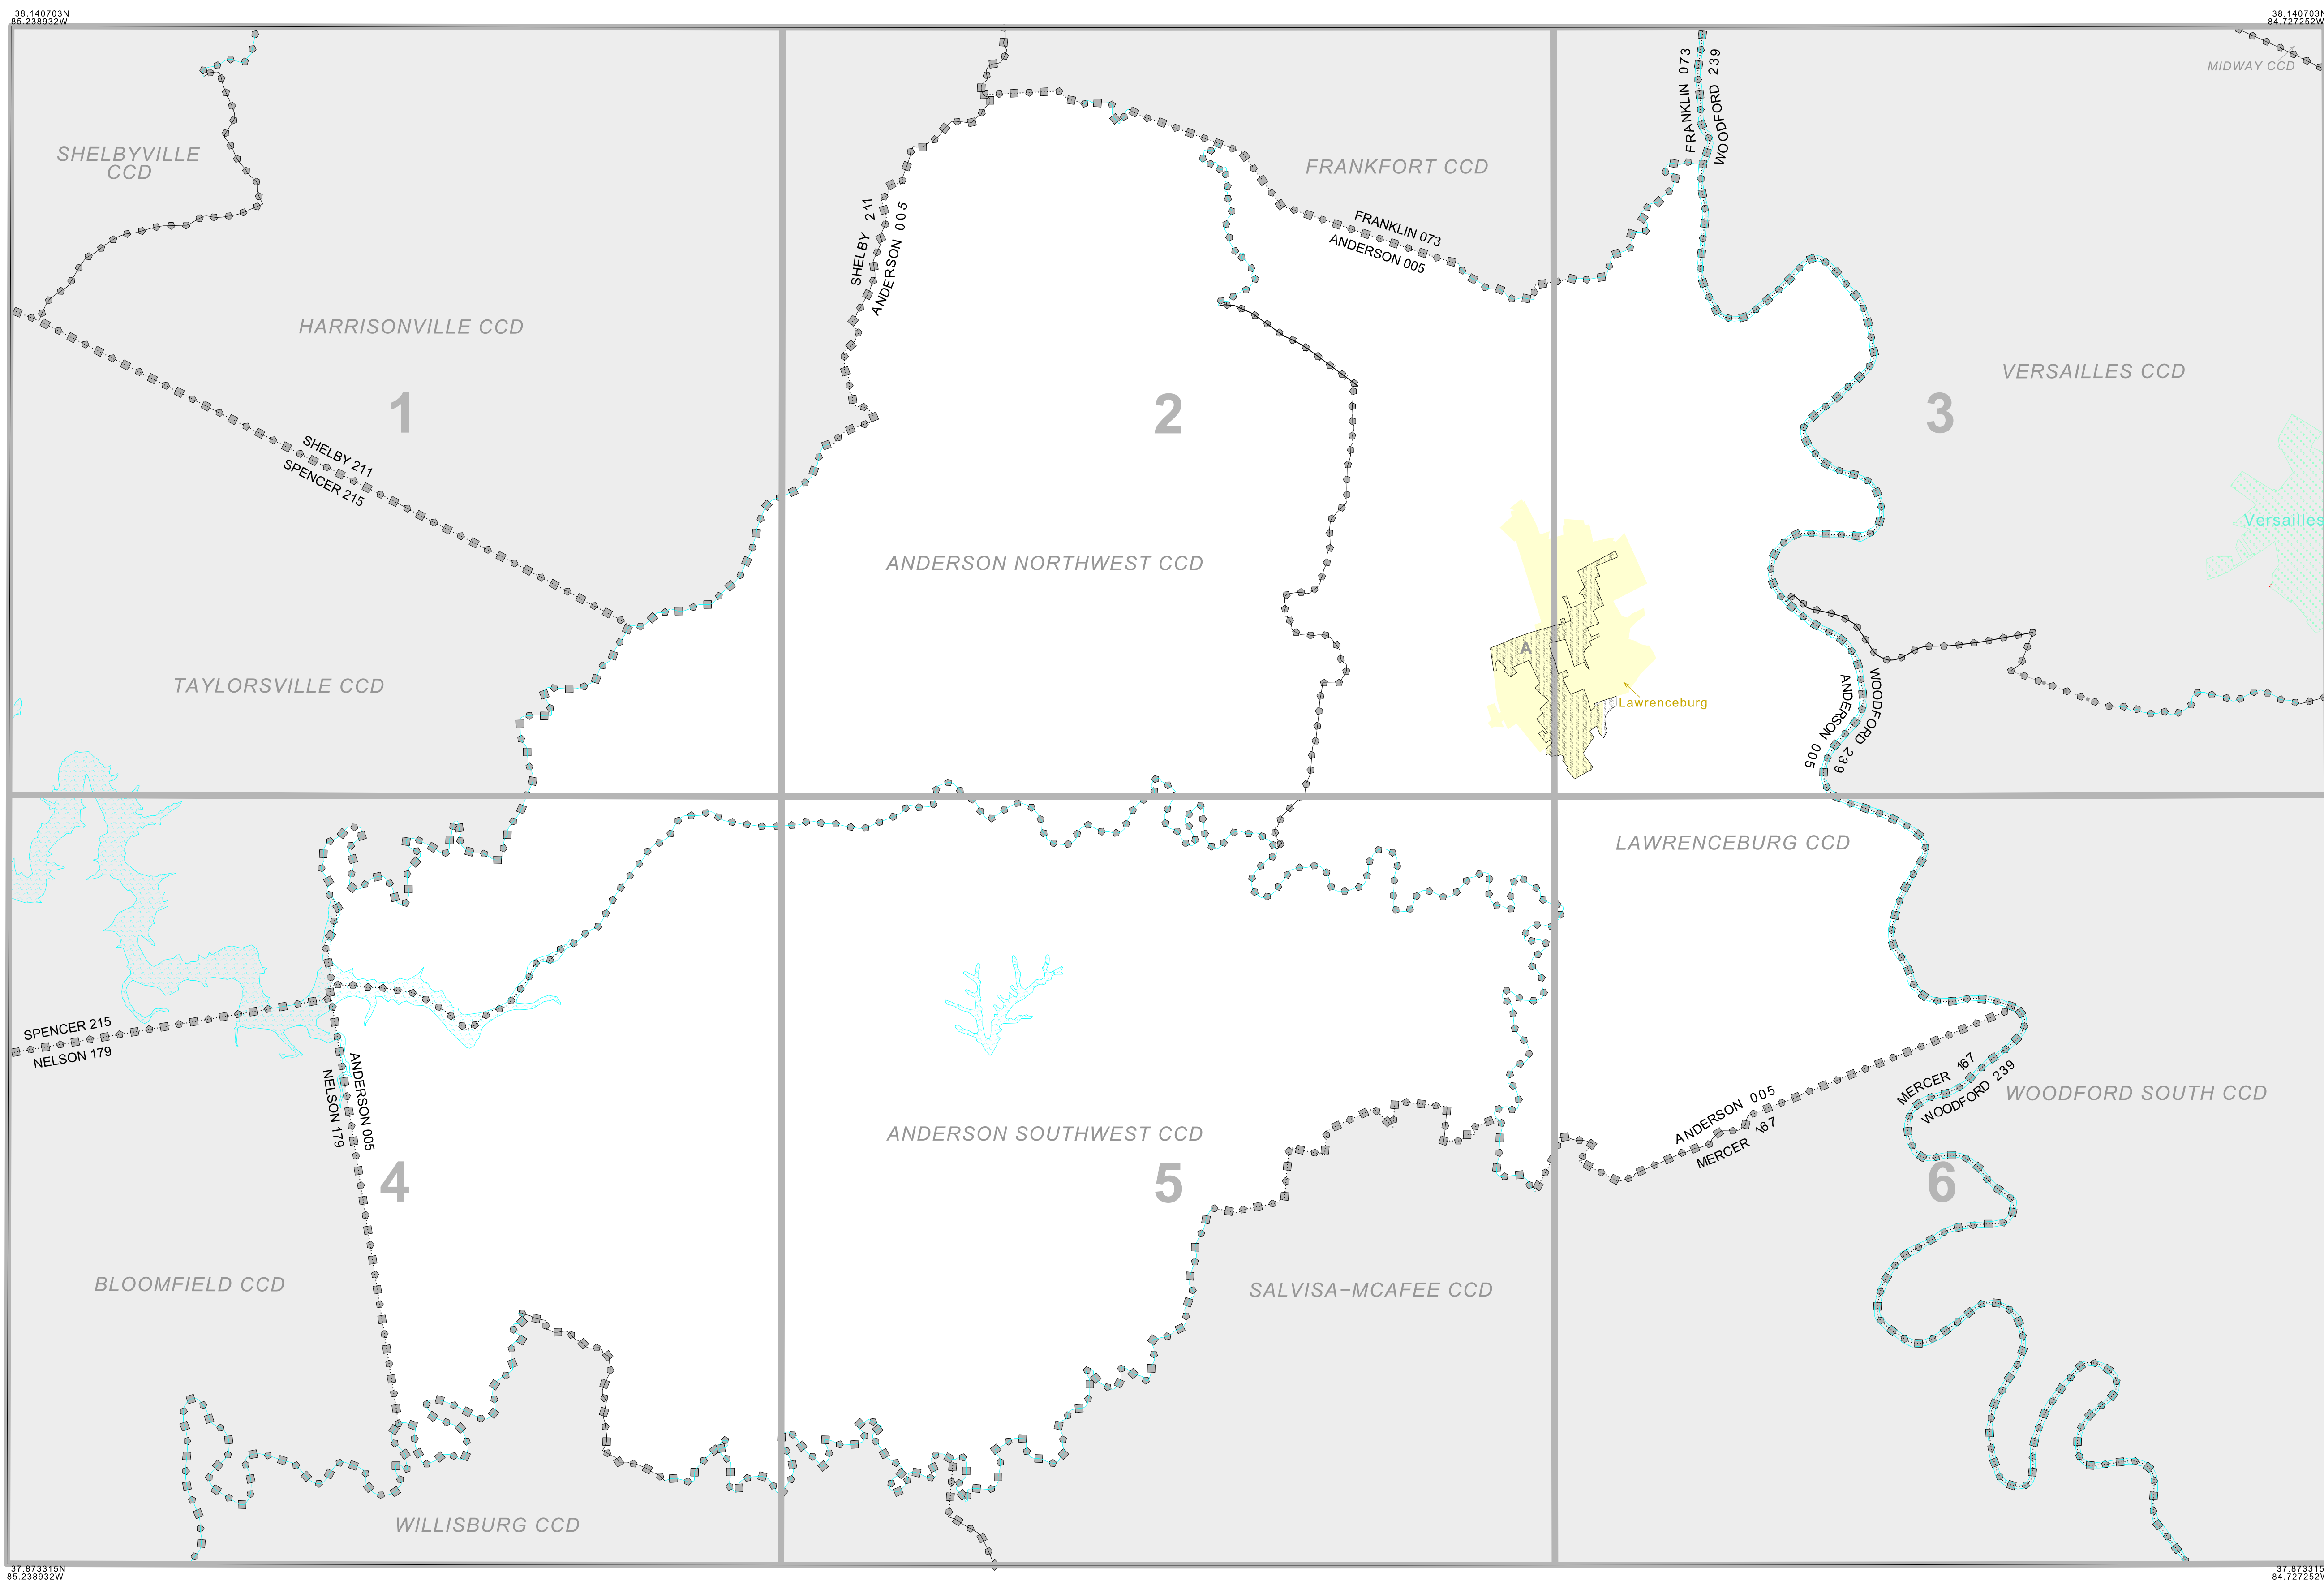 38.140703N
85.238932W
38.140703N
84.727252W
MIDWAY CCD
FRANKLIN 073
WOODFORD 239
SHELBYVILLE
CCD
FRANKFORT CCD
SHELBY 211
ANDERSON 005
FRANKLIN 073
ANDERSON 005
HARRISONVILLE CCD
VERSAILLES CCD
1
2
3
SHELBY 211
SPENCER 215
Versailles
ANDERSON NORTHWEST CCD
A
TAYLORSVILLE CCD
Lawrenceburg
WOODFORD 239
ANDERSON 005
LAWRENCEBURG CCD
SPENCER 215
NELSON 179
ANDERSON 005
NELSON 179
MERCER 167
WOODFORD 239
WOODFORD SOUTH CCD
ANDERSON 005
MERCER 167
ANDERSON SOUTHWEST CCD
4
5
6
BLOOMFIELD CCD
SALVISA-MCAFEE CCD
WILLISBURG CCD
37.873315N
85.238932W
37.873315
84.727252W